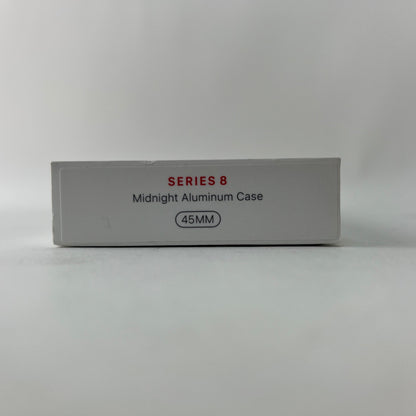 SERIES 8
Midnight Aluminum Case
45MM